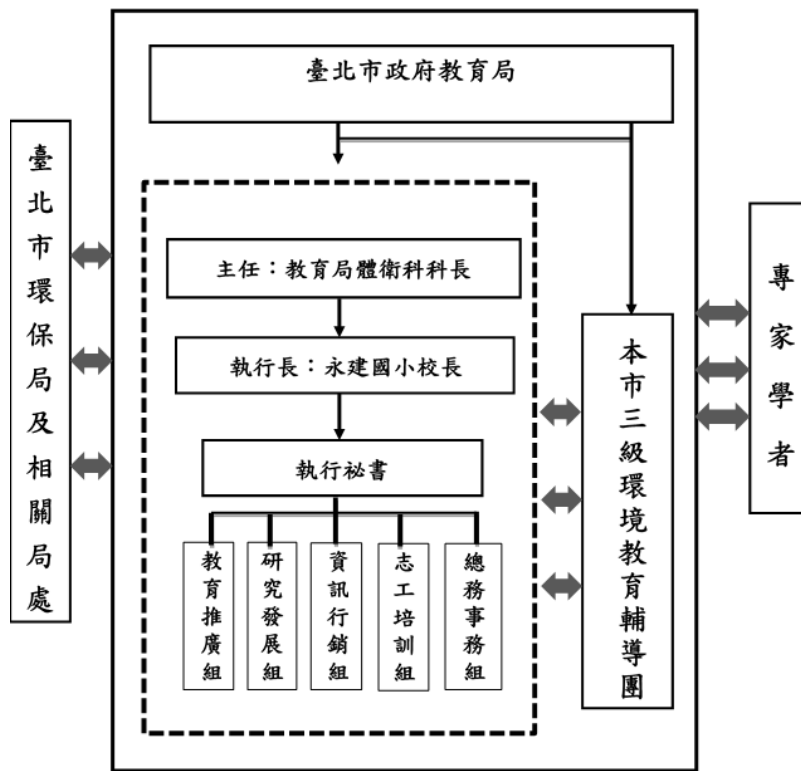 臺北市政府教育局
臺北市環保局及相關局處
主任：教育局體衛科科長
執行長：永建國小校長
執行祕書
教育推廣組
研究發展組
資訊行銷組
志工培訓組
總務事務組
本市三級環境教育輔導團
專家學者